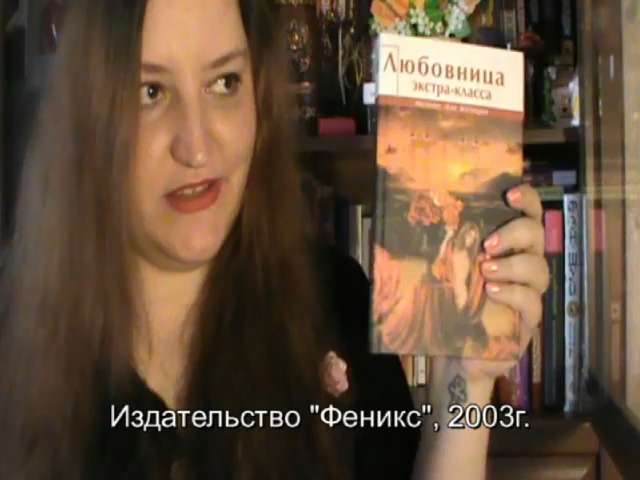 Любовница
экстра-класса
Издательство "Феникс", 2003г.